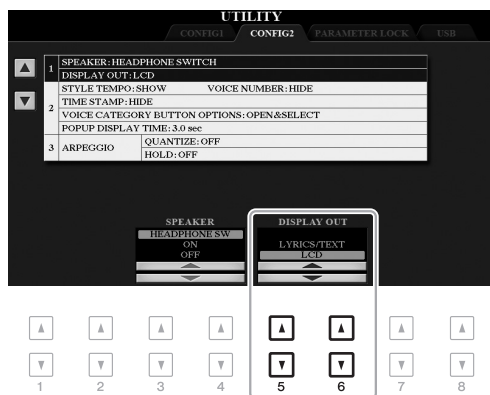 UTILITY
CONFIG1 CONFIG2 PARAMETER LOCK USB
1 SPEAKER:HEADPHONE SWITCH
DISPLAY OUT:LCD
2 STYLE TEMPO:SHOW VOICE NUMBER:HIDE
TIME STAMP:HIDE
VOICE CATEGORY BUTTON OPTIONS:OPEN&SELECT
POPUP DISPLAY TIME:3.0 sec
3 ARPEGGIO QUANTIZE:OFF
HOLD:OFF
SPEAKER DISPLAY OUT
HEADPHONE SW
ON LYRICS/TEXT
OFF LCD
1 2 3 4 5 6 7 8